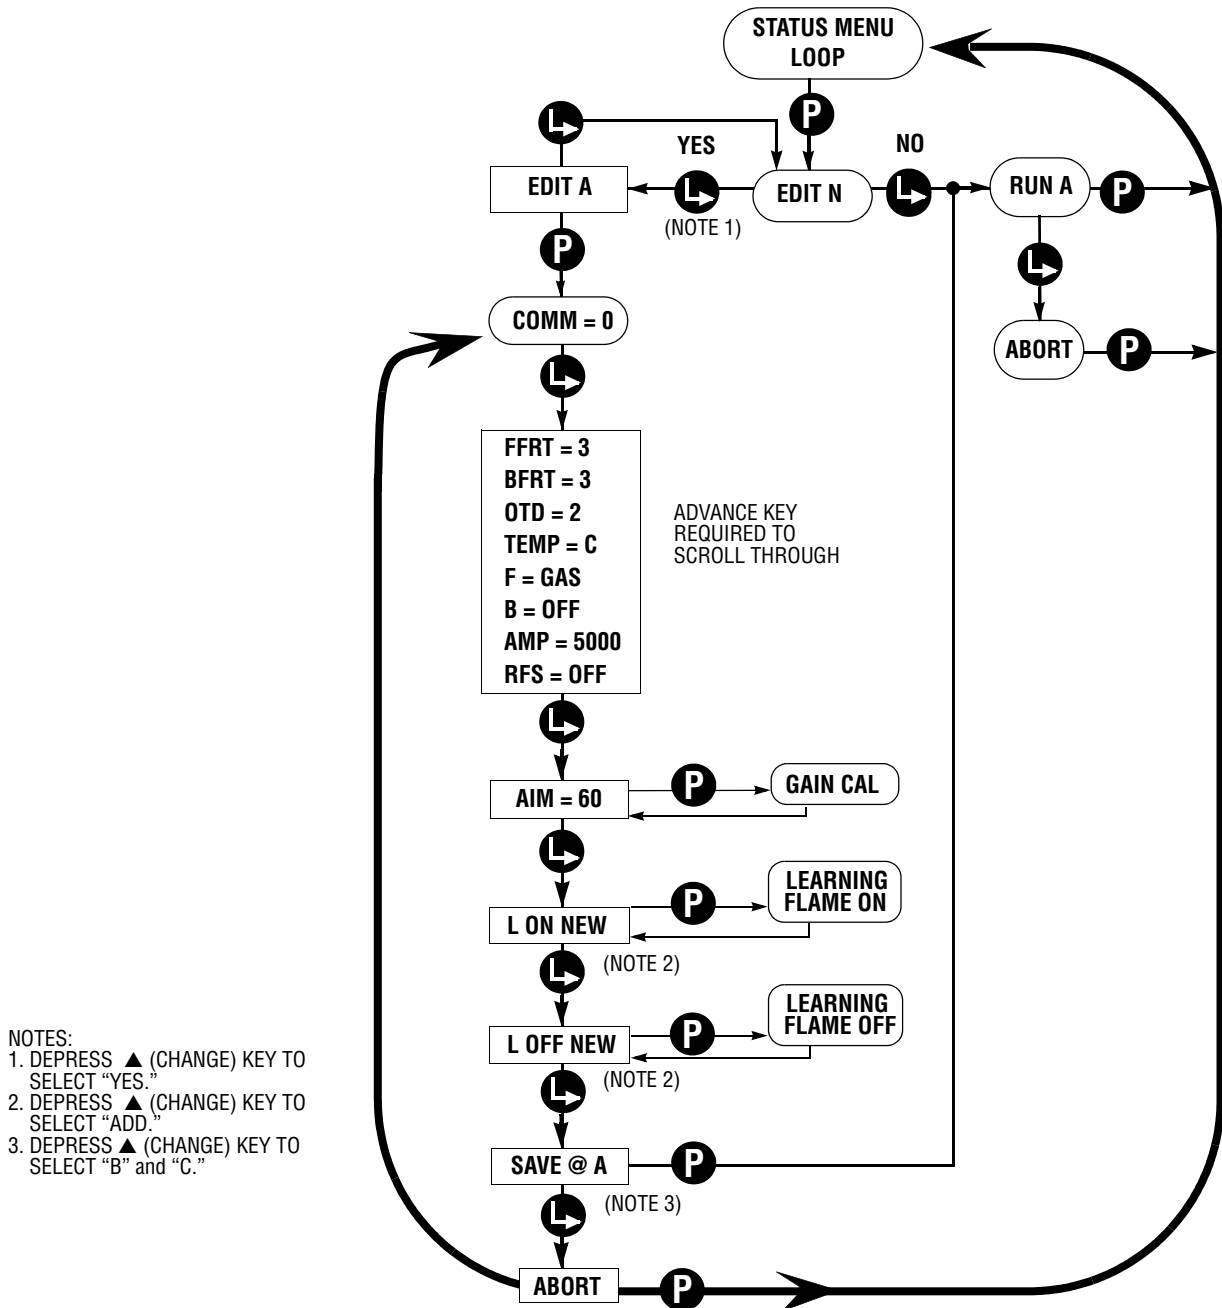 STATUS MENU
LOOP
P
YES
NO
EDIT A
EDIT N
RUN A
P
(NOTE 1)
P
COMM = 0
ABORT
P
FFRT = 3
BFRT = 3
OTD = 2
TEMP = C
F = GAS
B = OFF
AMP = 5000
RFS = OFF
ADVANCE KEY
REQUIRED TO
SCROLL THROUGH
AIM = 60
P
GAIN CAL
L ON NEW
P
LEARNING
FLAME ON
(NOTE 2)
L OFF NEW
P
LEARNING
FLAME OFF
(NOTE 2)
SAVE @ A
P
(NOTE 3)
ABORT
P
NOTES:
1. DEPRESS ▲ (CHANGE) KEY TO
SELECT “YES.”
2. DEPRESS ▲ (CHANGE) KEY TO
SELECT “ADD.”
3. DEPRESS ▲ (CHANGE) KEY TO
SELECT “B” and “C.”